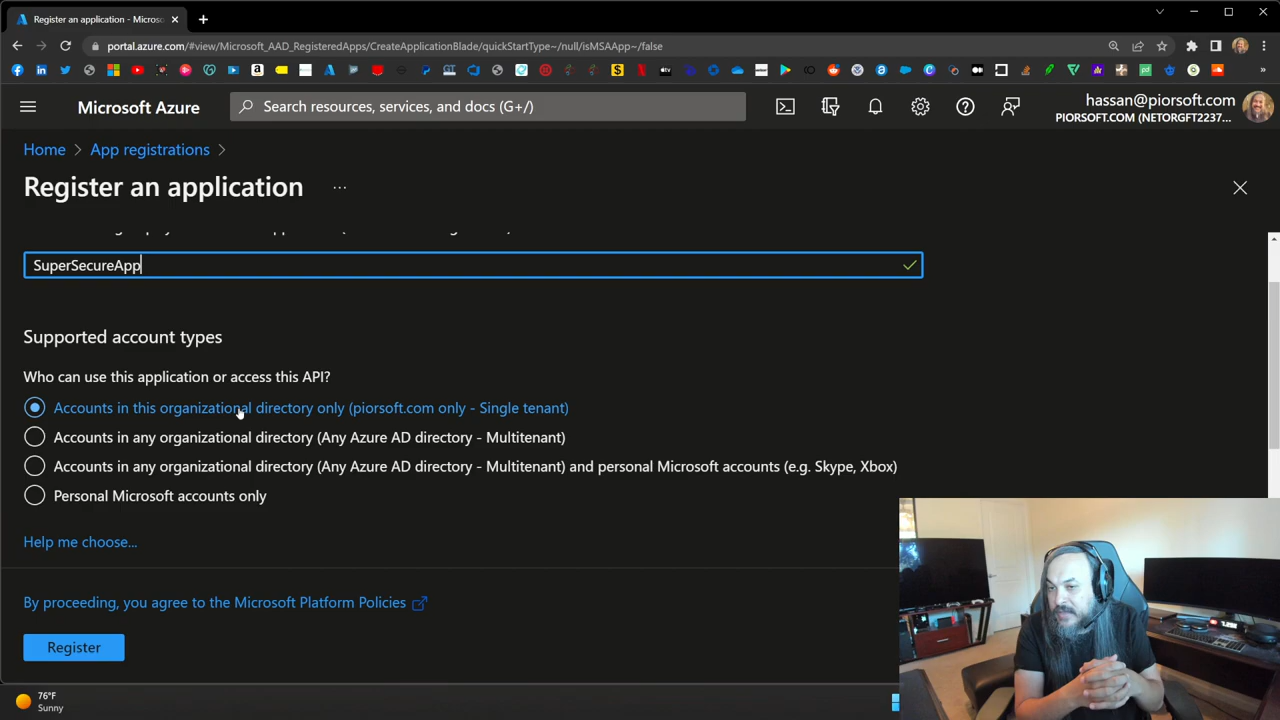 Register an application - Microso
portal.azure.com/#view/Microsoft_AAD_RegisteredApps/CreateApplicationBlade/quickStartType~/null/isMSAApp~/false
Microsoft Azure
Search resources, services, and docs (G+/)
hassan@piorsoft.com
PIORSOFT.COM (NETORGFT2237...
Home > App registrations >
Register an application ...
SuperSecureApp
Supported account types
Who can use this application or access this API?
Accounts in this organizational directory only (piorsoft.com only - Single tenant)
Accounts in any organizational directory (Any Azure AD directory - Multitenant)
Accounts in any organizational directory (Any Azure AD directory - Multitenant) and personal Microsoft accounts (e.g. Skype, Xbox)
Personal Microsoft accounts only
Help me choose...
By proceeding, you agree to the Microsoft Platform Policies
Register
76°F
Sunny